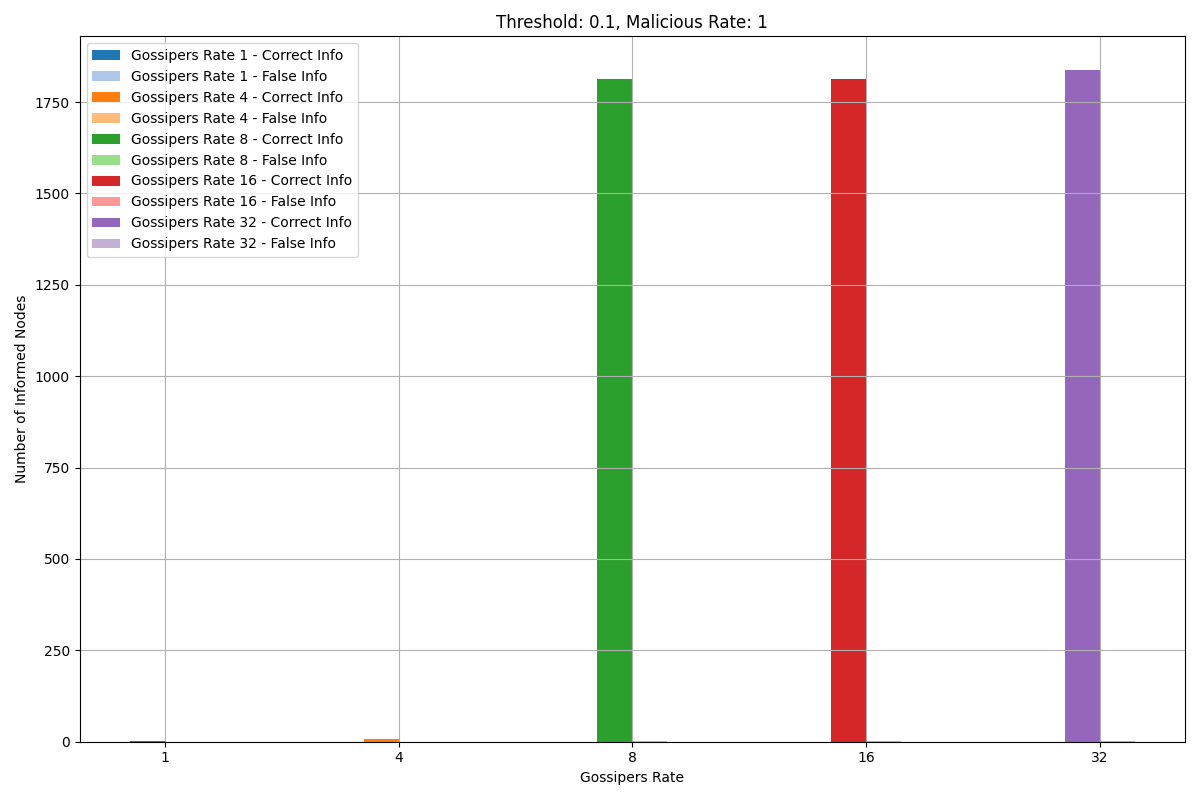 Threshold: 0.1, Malicious Rate: 1
Gossipers Rate 1 - Correct Info
Gossipers Rate 1 - False Info
Gossipers Rate 4 - Correct Info
Gossipers Rate 4 - False Info
Gossipers Rate 8 - Correct Info
Gossipers Rate 8 - False Info
Gossipers Rate 16 - Correct Info
Gossipers Rate 16 - False Info
Gossipers Rate 32 - Correct Info
Gossipers Rate 32 - False Info
Number of Informed Nodes
1750
1500
1250
1000
750
500
250
0
1 4 8 16 32
Gossipers Rate